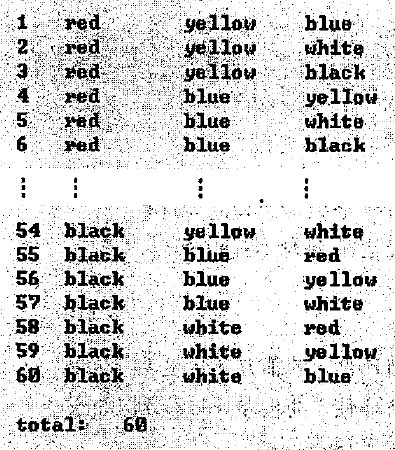 1 red yellow blue
2 red yellow white
3 red yellow black
4 red blue yellow
5 red blue white
6 red blue black
⋮ ⋮ ⋮ ⋮
54 black yellow white
55 black blue red
56 black blue yellow
57 black blue white
58 black white red
59 black white yellow
60 black white blue
total: 60